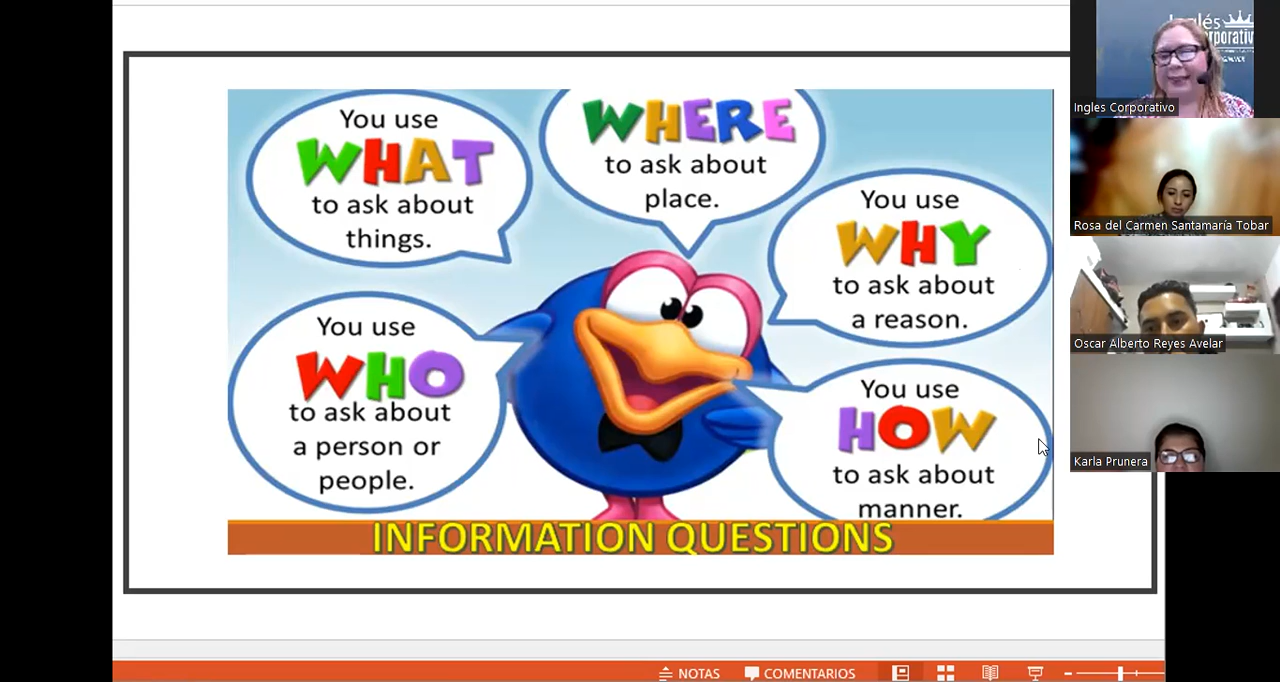 You use
WHAT
to ask about
things.
WHERE
to ask about
place.
You use
WHY
to ask about
a reason.
You use
WHO
to ask about
a person or
people.
You use
HOW
to ask about
manner.
INFORMATION QUESTIONS
NOTAS
COMENTARIOS
Inglés
Ingles Corporativo
Rosa del Carmen Santamaría Tobar
Oscar Alberto Reyes Avelar
Karla Prunera